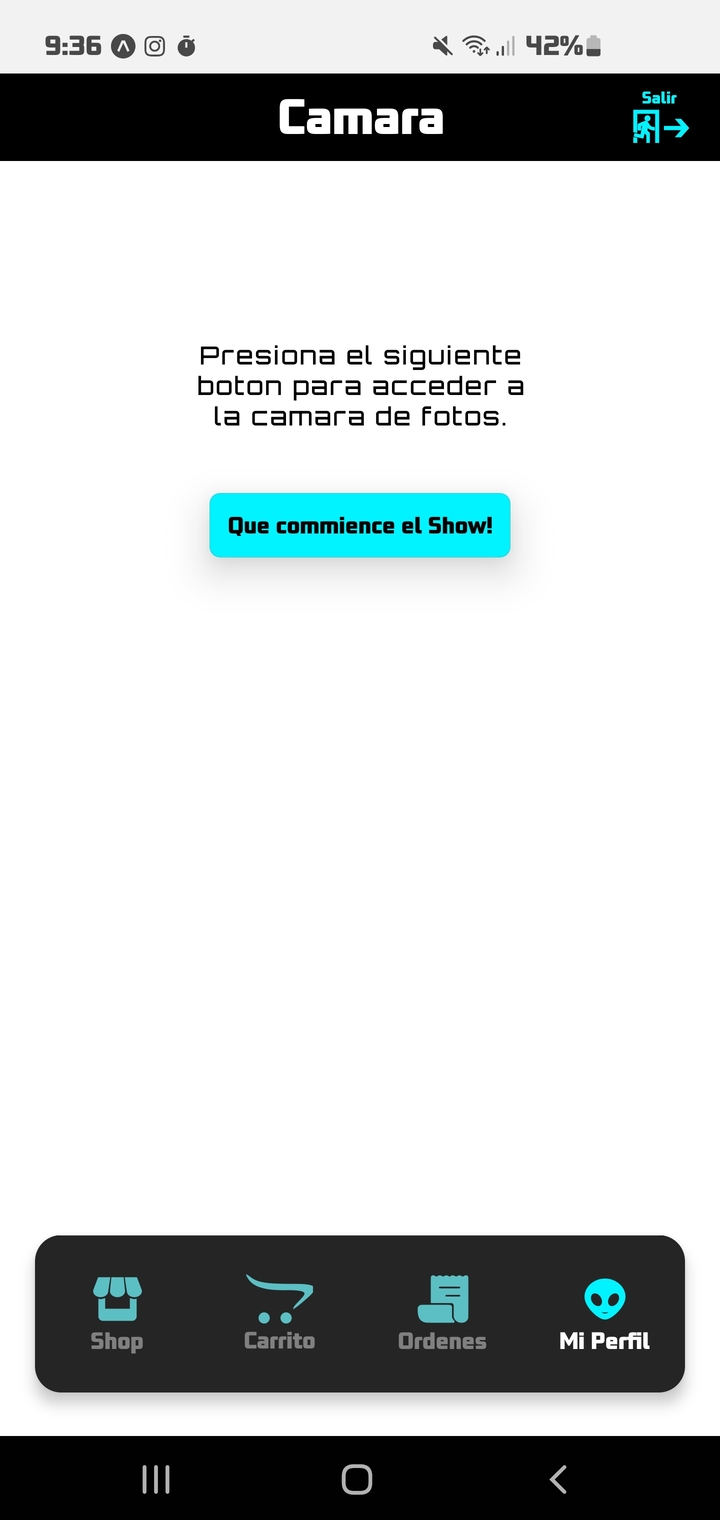 9:36
42%
Camara
Salir
Presiona el siguiente
boton para acceder a
la camara de fotos.
Que commience el Show!
Shop
Carrito
Ordenes
Mi Perfil